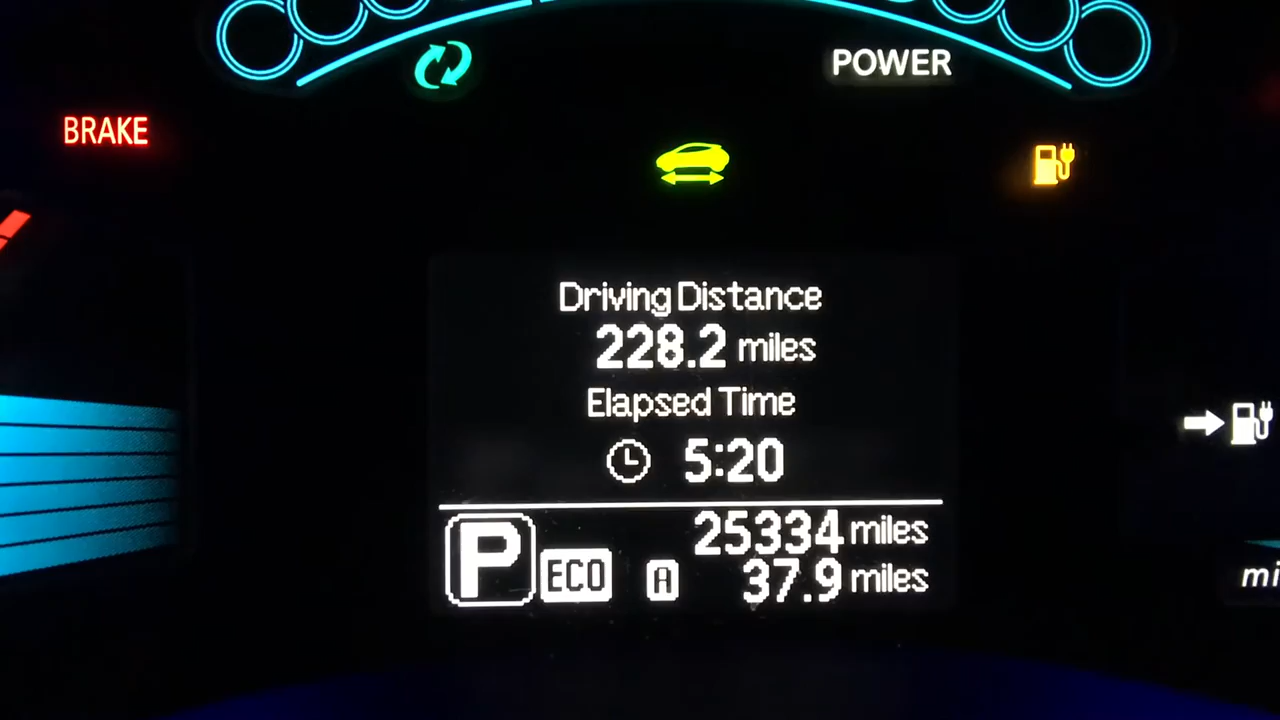 POWER
BRAKE
Driving Distance
228.2 miles
Elapsed Time
5:20
25334 miles
P ECO A 37.9 miles